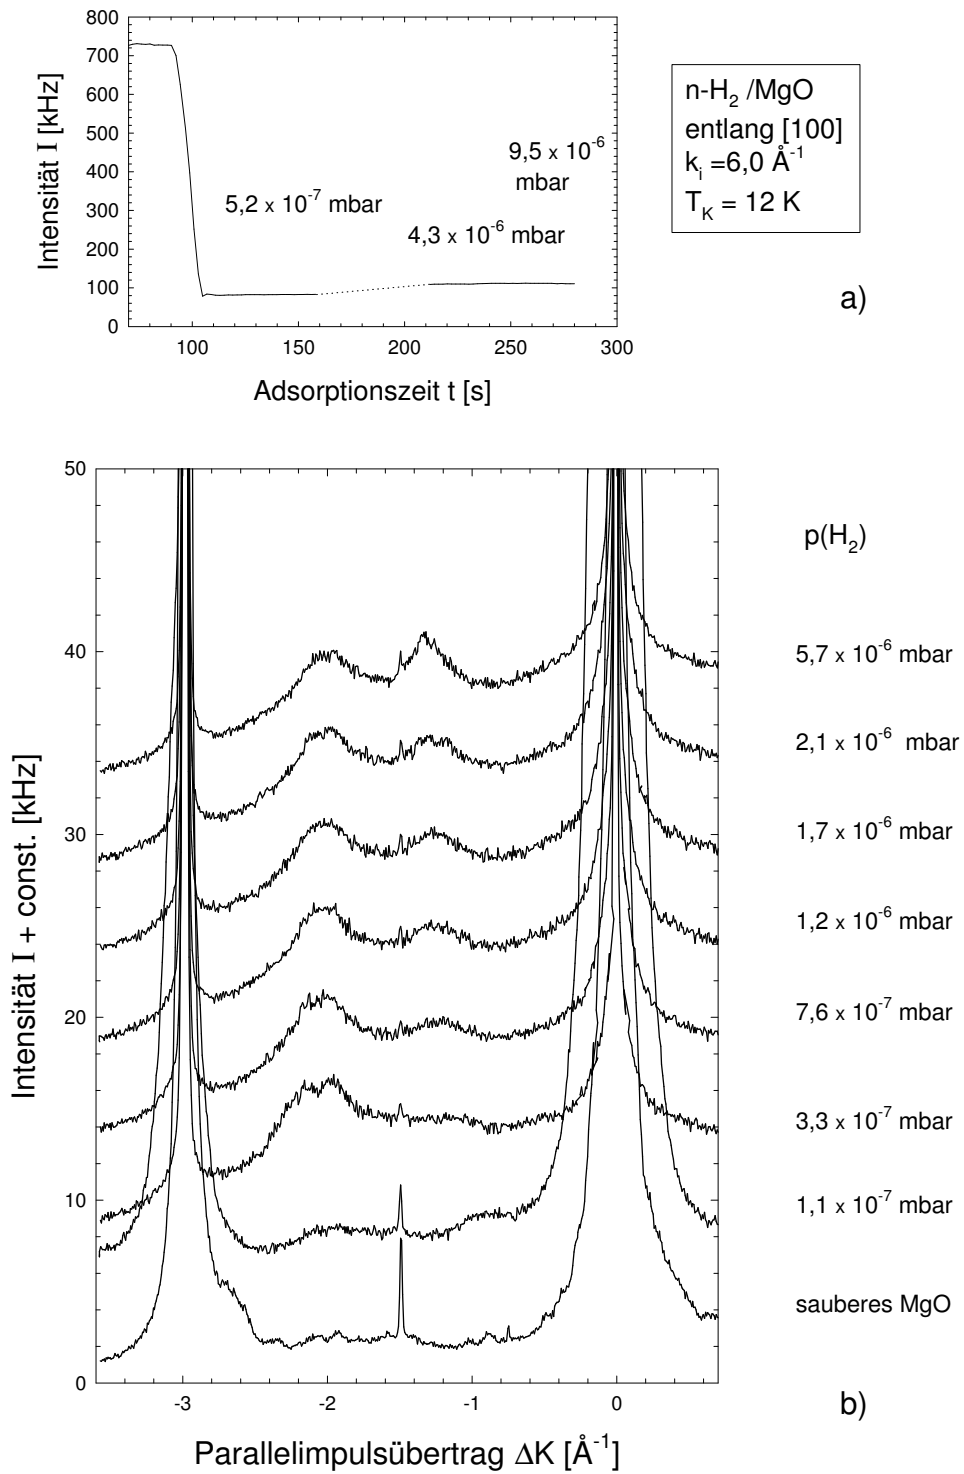 800
700
600
500
400
300
200
100
0
Intensität I [kHz]
5,2 x 10⁻⁷ mbar
9,5 x 10⁻⁶
mbar
4,3 x 10⁻⁶ mbar
100 150 200 250 300
Adsorptionszeit t [s]
n-H₂ /MgO
entlang [100]
kᵢ =6,0 Å⁻¹
T_K = 12 K
a)
50
40
30
20
10
0
Intensität I + const. [kHz]
p(H₂)
5,7 x 10⁻⁶ mbar
2,1 x 10⁻⁶ mbar
1,7 x 10⁻⁶ mbar
1,2 x 10⁻⁶ mbar
7,6 x 10⁻⁷ mbar
3,3 x 10⁻⁷ mbar
1,1 x 10⁻⁷ mbar
sauberes MgO
-3 -2 -1 0
Parallelimpulsübertrag ΔK [Å⁻¹]
b)